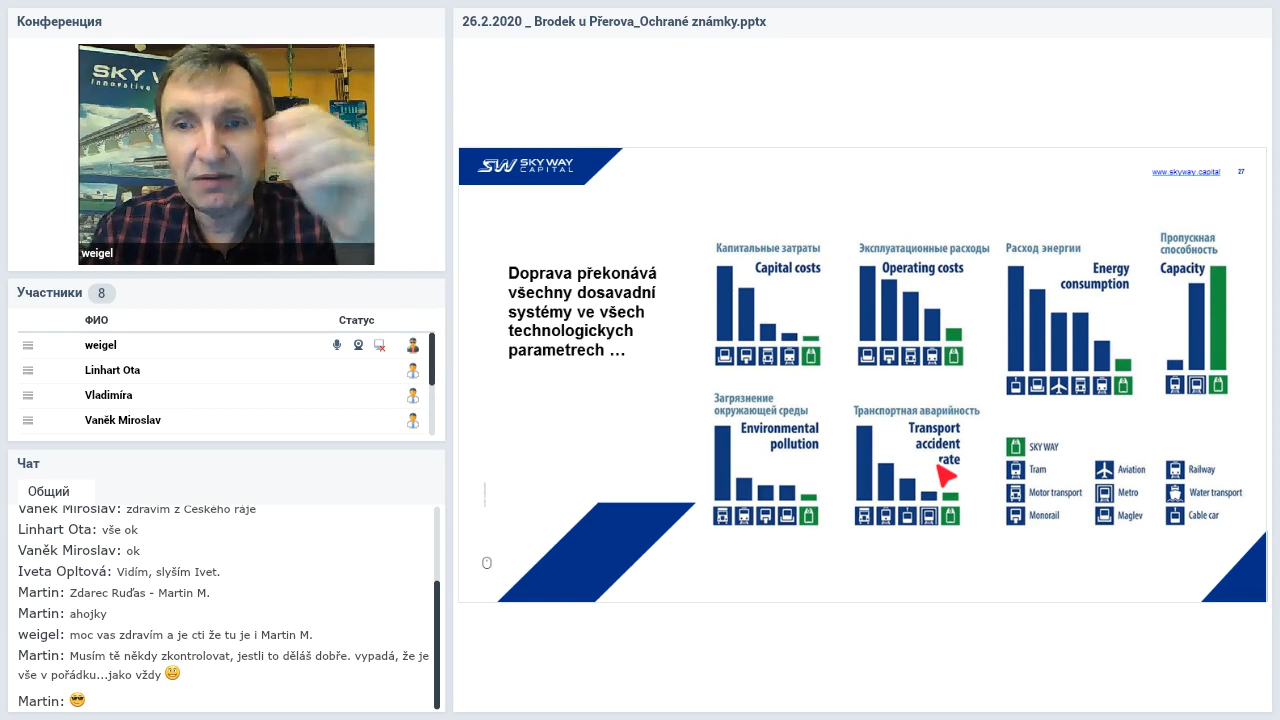 Конференция
SKY W
Innovative
weigel
Участники 8
ФИО
Статус
weigel
Linhart Ota
Vladimíra
Vaněk Miroslav
Чат
Общий
Vaněk Miroslav: zdravím z Českého ráje
Linhart Ota: vše ok
Vaněk Miroslav: ok
Iveta Opltová: Vidím, slyším Ivet.
Martin: Zdarec Ruďas - Martin M.
Martin: ahojky
weigel: moc vas zdravím a je cti že tu je i Martin M.
Martin: Musím tě někdy zkontrolovat, jestli to děláš dobře. vypadá, že je
vše v pořádku...jako vždy
Martin:
26.2.2020 _ Brodek u Přerova_Ochrané známky.pptx
SW SKY WAY
CAPITAL
www.skyway.capital
27
Doprava překonává
všechny dosavadní
systémy ve všech
technologickych
parametrech ...
Капитальные затраты
Capital costs
Эксплуатационные расходы
Operating costs
Расход энергии
Energy
consumption
Пропускная
способность
Capacity
Загрязнение
окружающей среды
Environmental
pollution
Транспортная аварийность
Transport
accident
rate
SKY WAY
Tram
Aviation
Railway
Motor transport
Metro
Water transport
Monorail
Maglev
Cable car